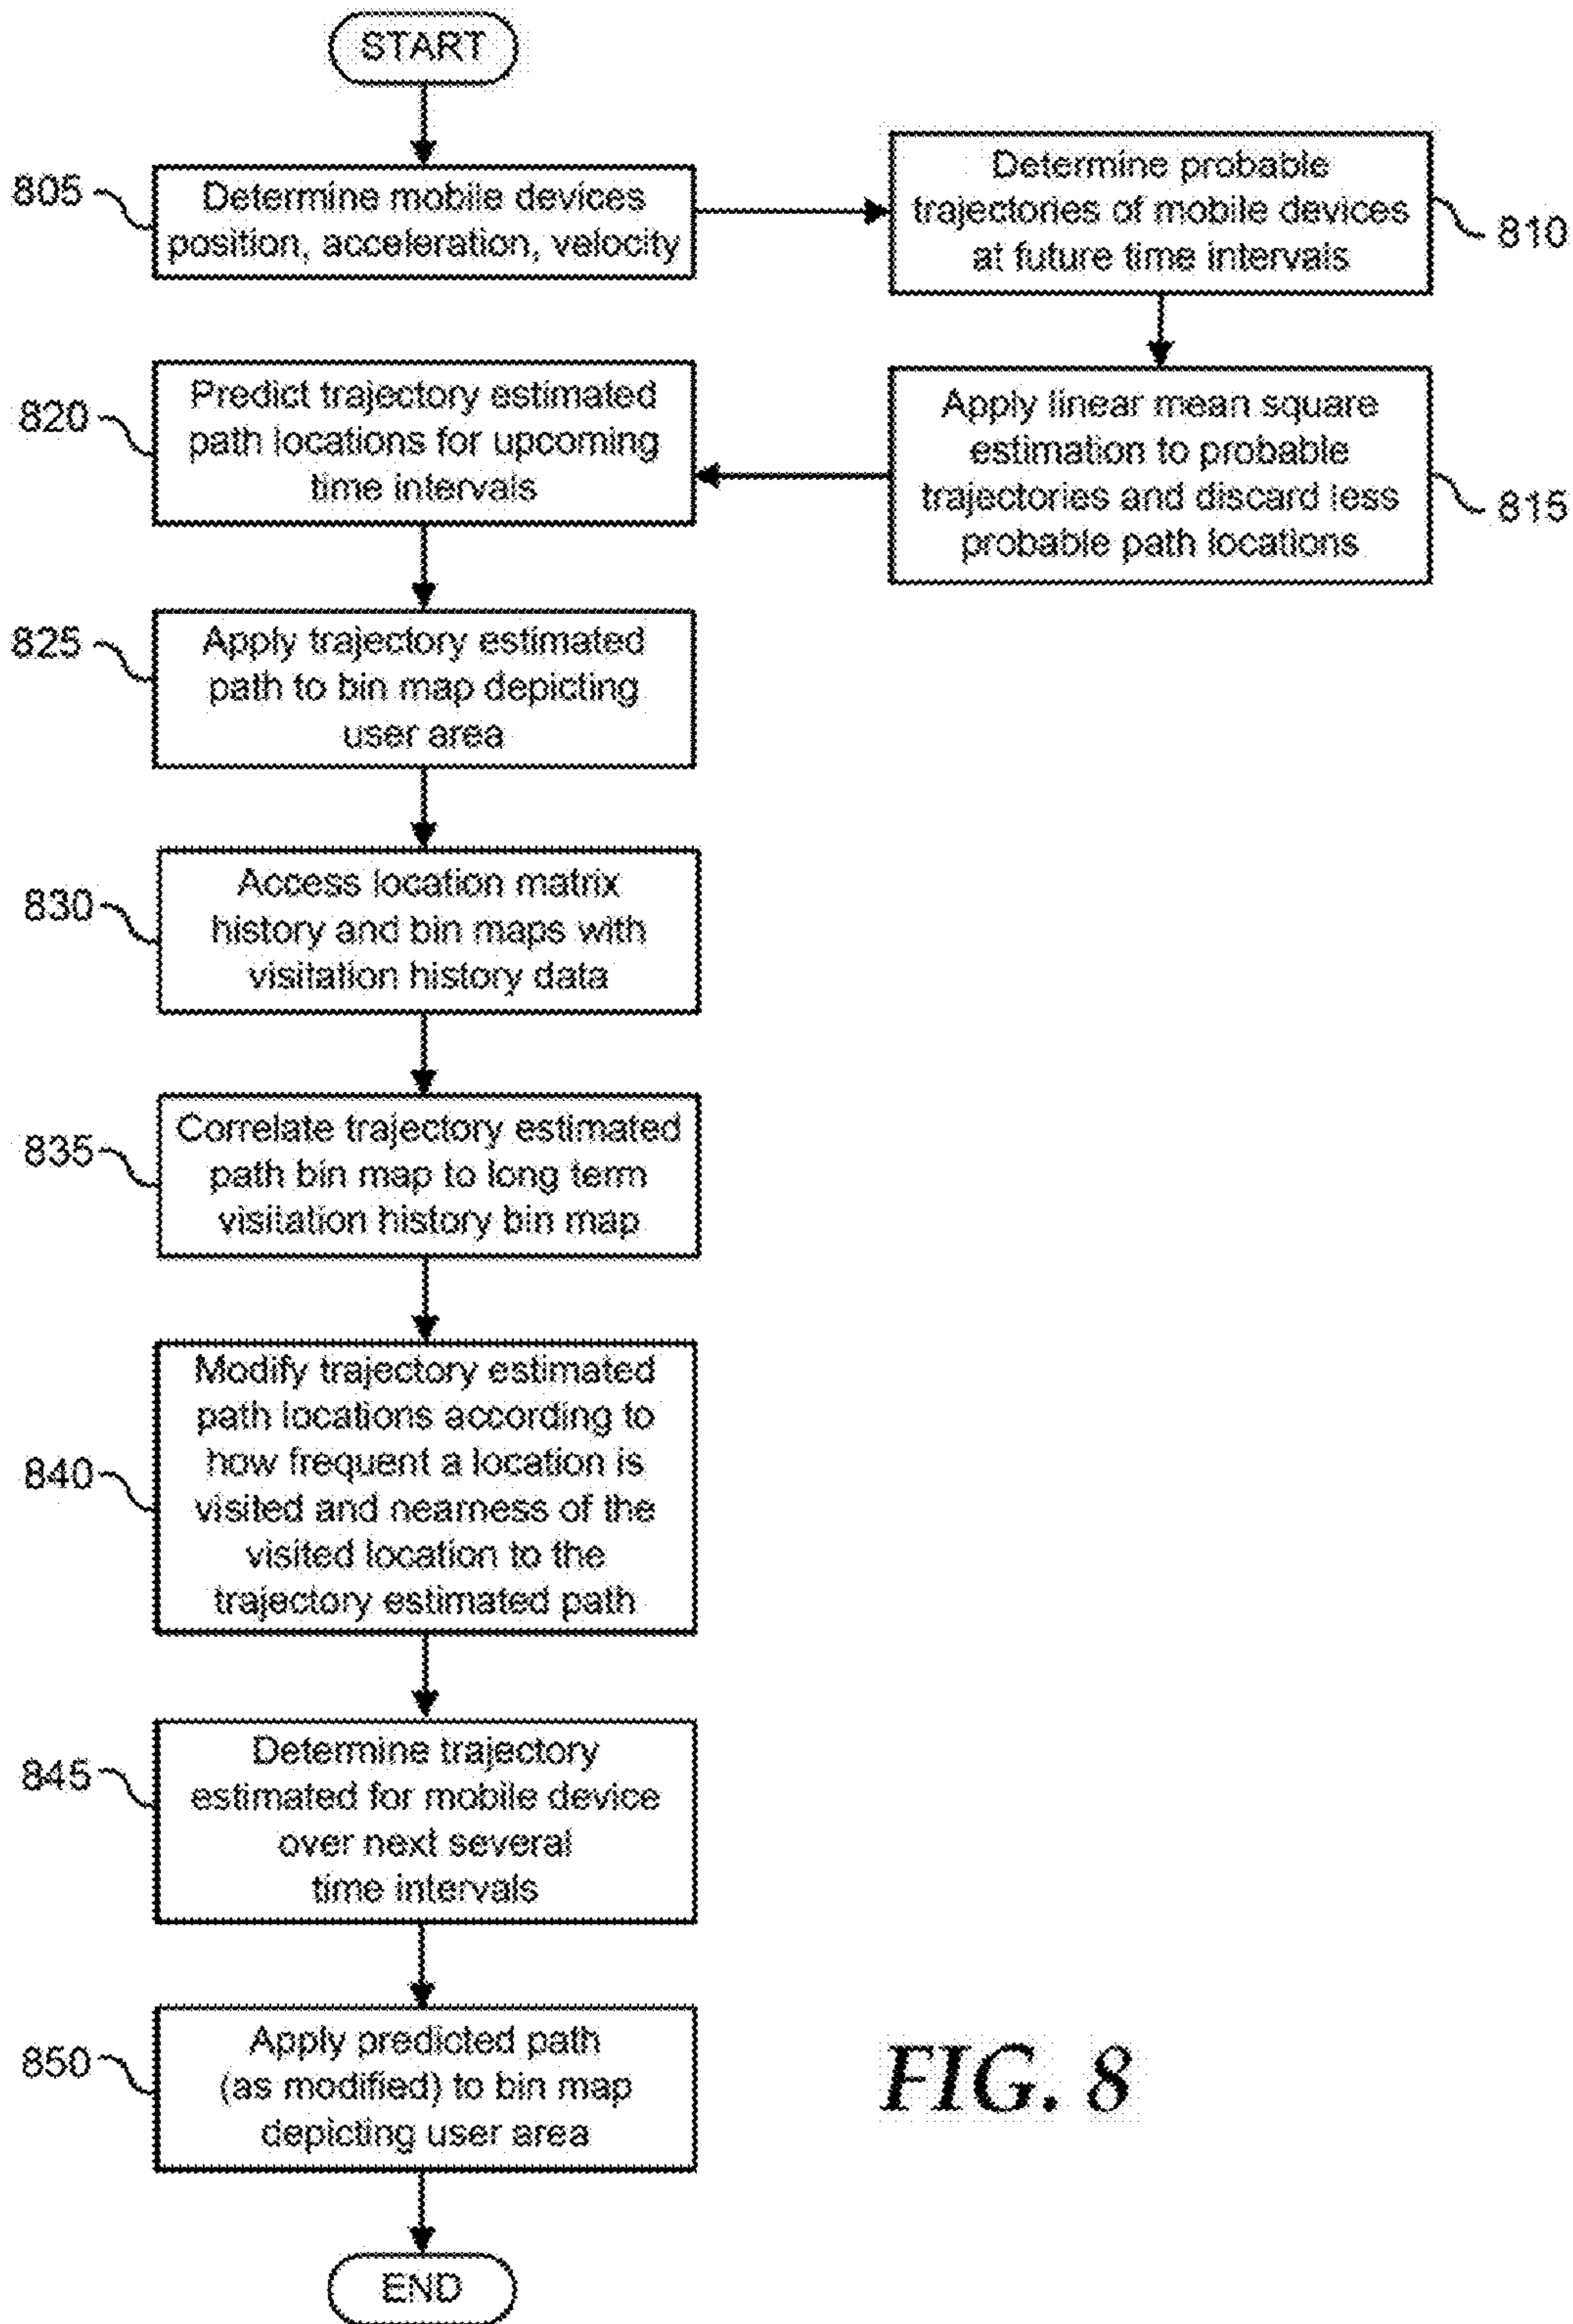 START
805
Determine mobile devices
position, acceleration, velocity
Determine probable
trajectories of mobile devices
at future time intervals
810
Apply linear mean square
estimation to probable
trajectories and discard less
probable path locations
815
820
Predict trajectory estimated
path locations for upcoming
time intervals
825
Apply trajectory estimated
path to bin map depicting
user area
830
Access location matrix
history and bin maps with
visitation history data
835
Correlate trajectory estimated
path bin map to long term
visitation history bin map
840
Modify trajectory estimated
path locations according to
how frequent a location is
visited and nearness of the
visited location to the
trajectory estimated path
845
Determine trajectory
estimated for mobile device
over next several
time intervals
850
Apply predicted path
(as modified) to bin map
depicting user area
END
FIG. 8